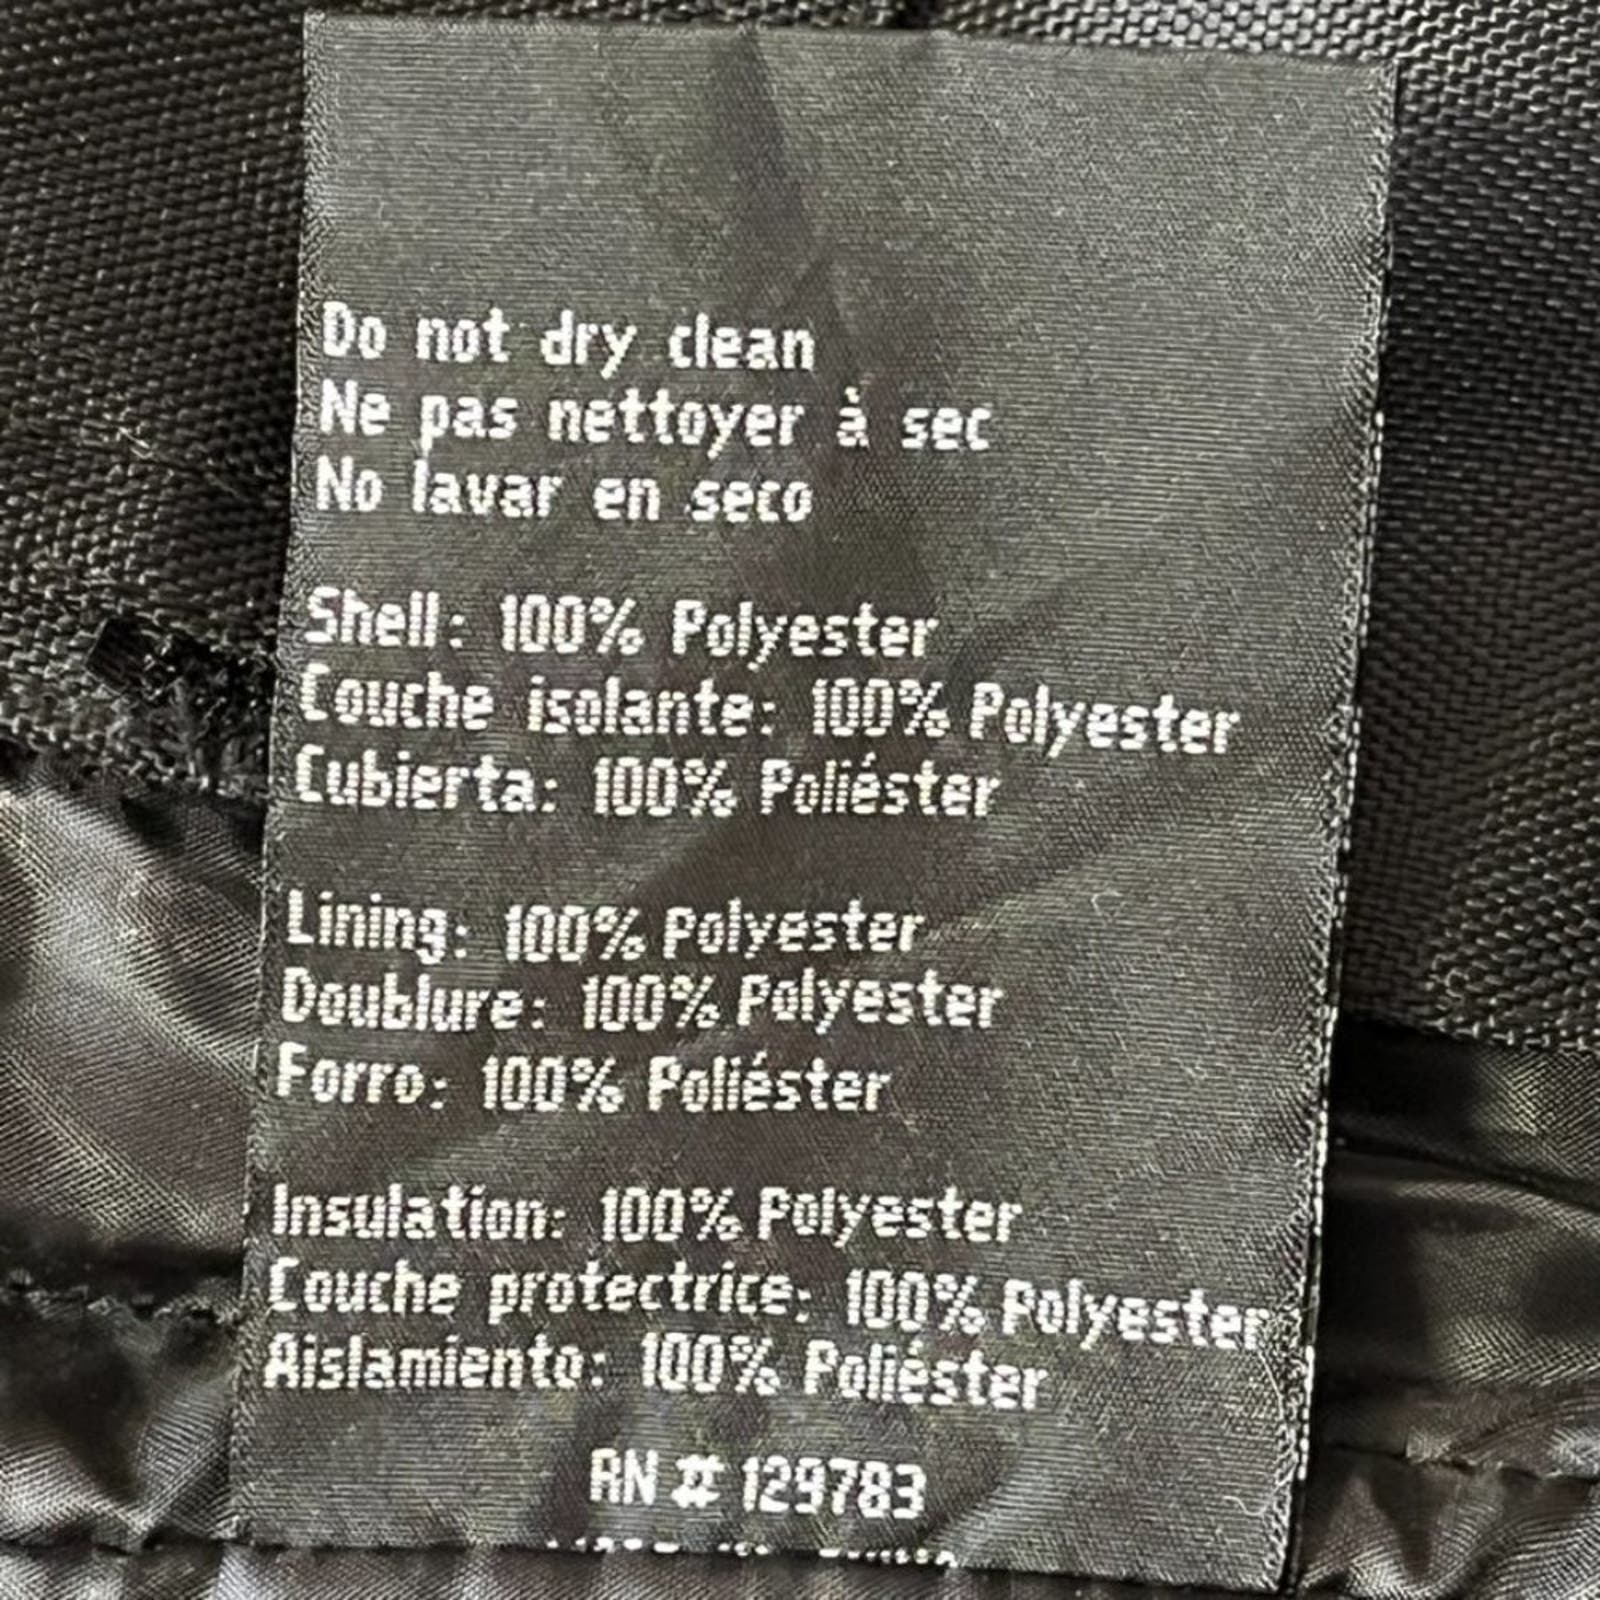 Do not dry clean
Ne pas nettoyer à sec
No lavar en seco
Shell: 100% Polyester
Couche isolante: 100% Polyester
Cubierta: 100% Poliéster
Lining: 100% Polyester
Doublure: 100% Polyester
Forro: 100% Poliéster
Insulation: 100% Polyester
Couche protectrice: 100% Polyester
Aislamiento: 100% Poliéster
RN # 129783